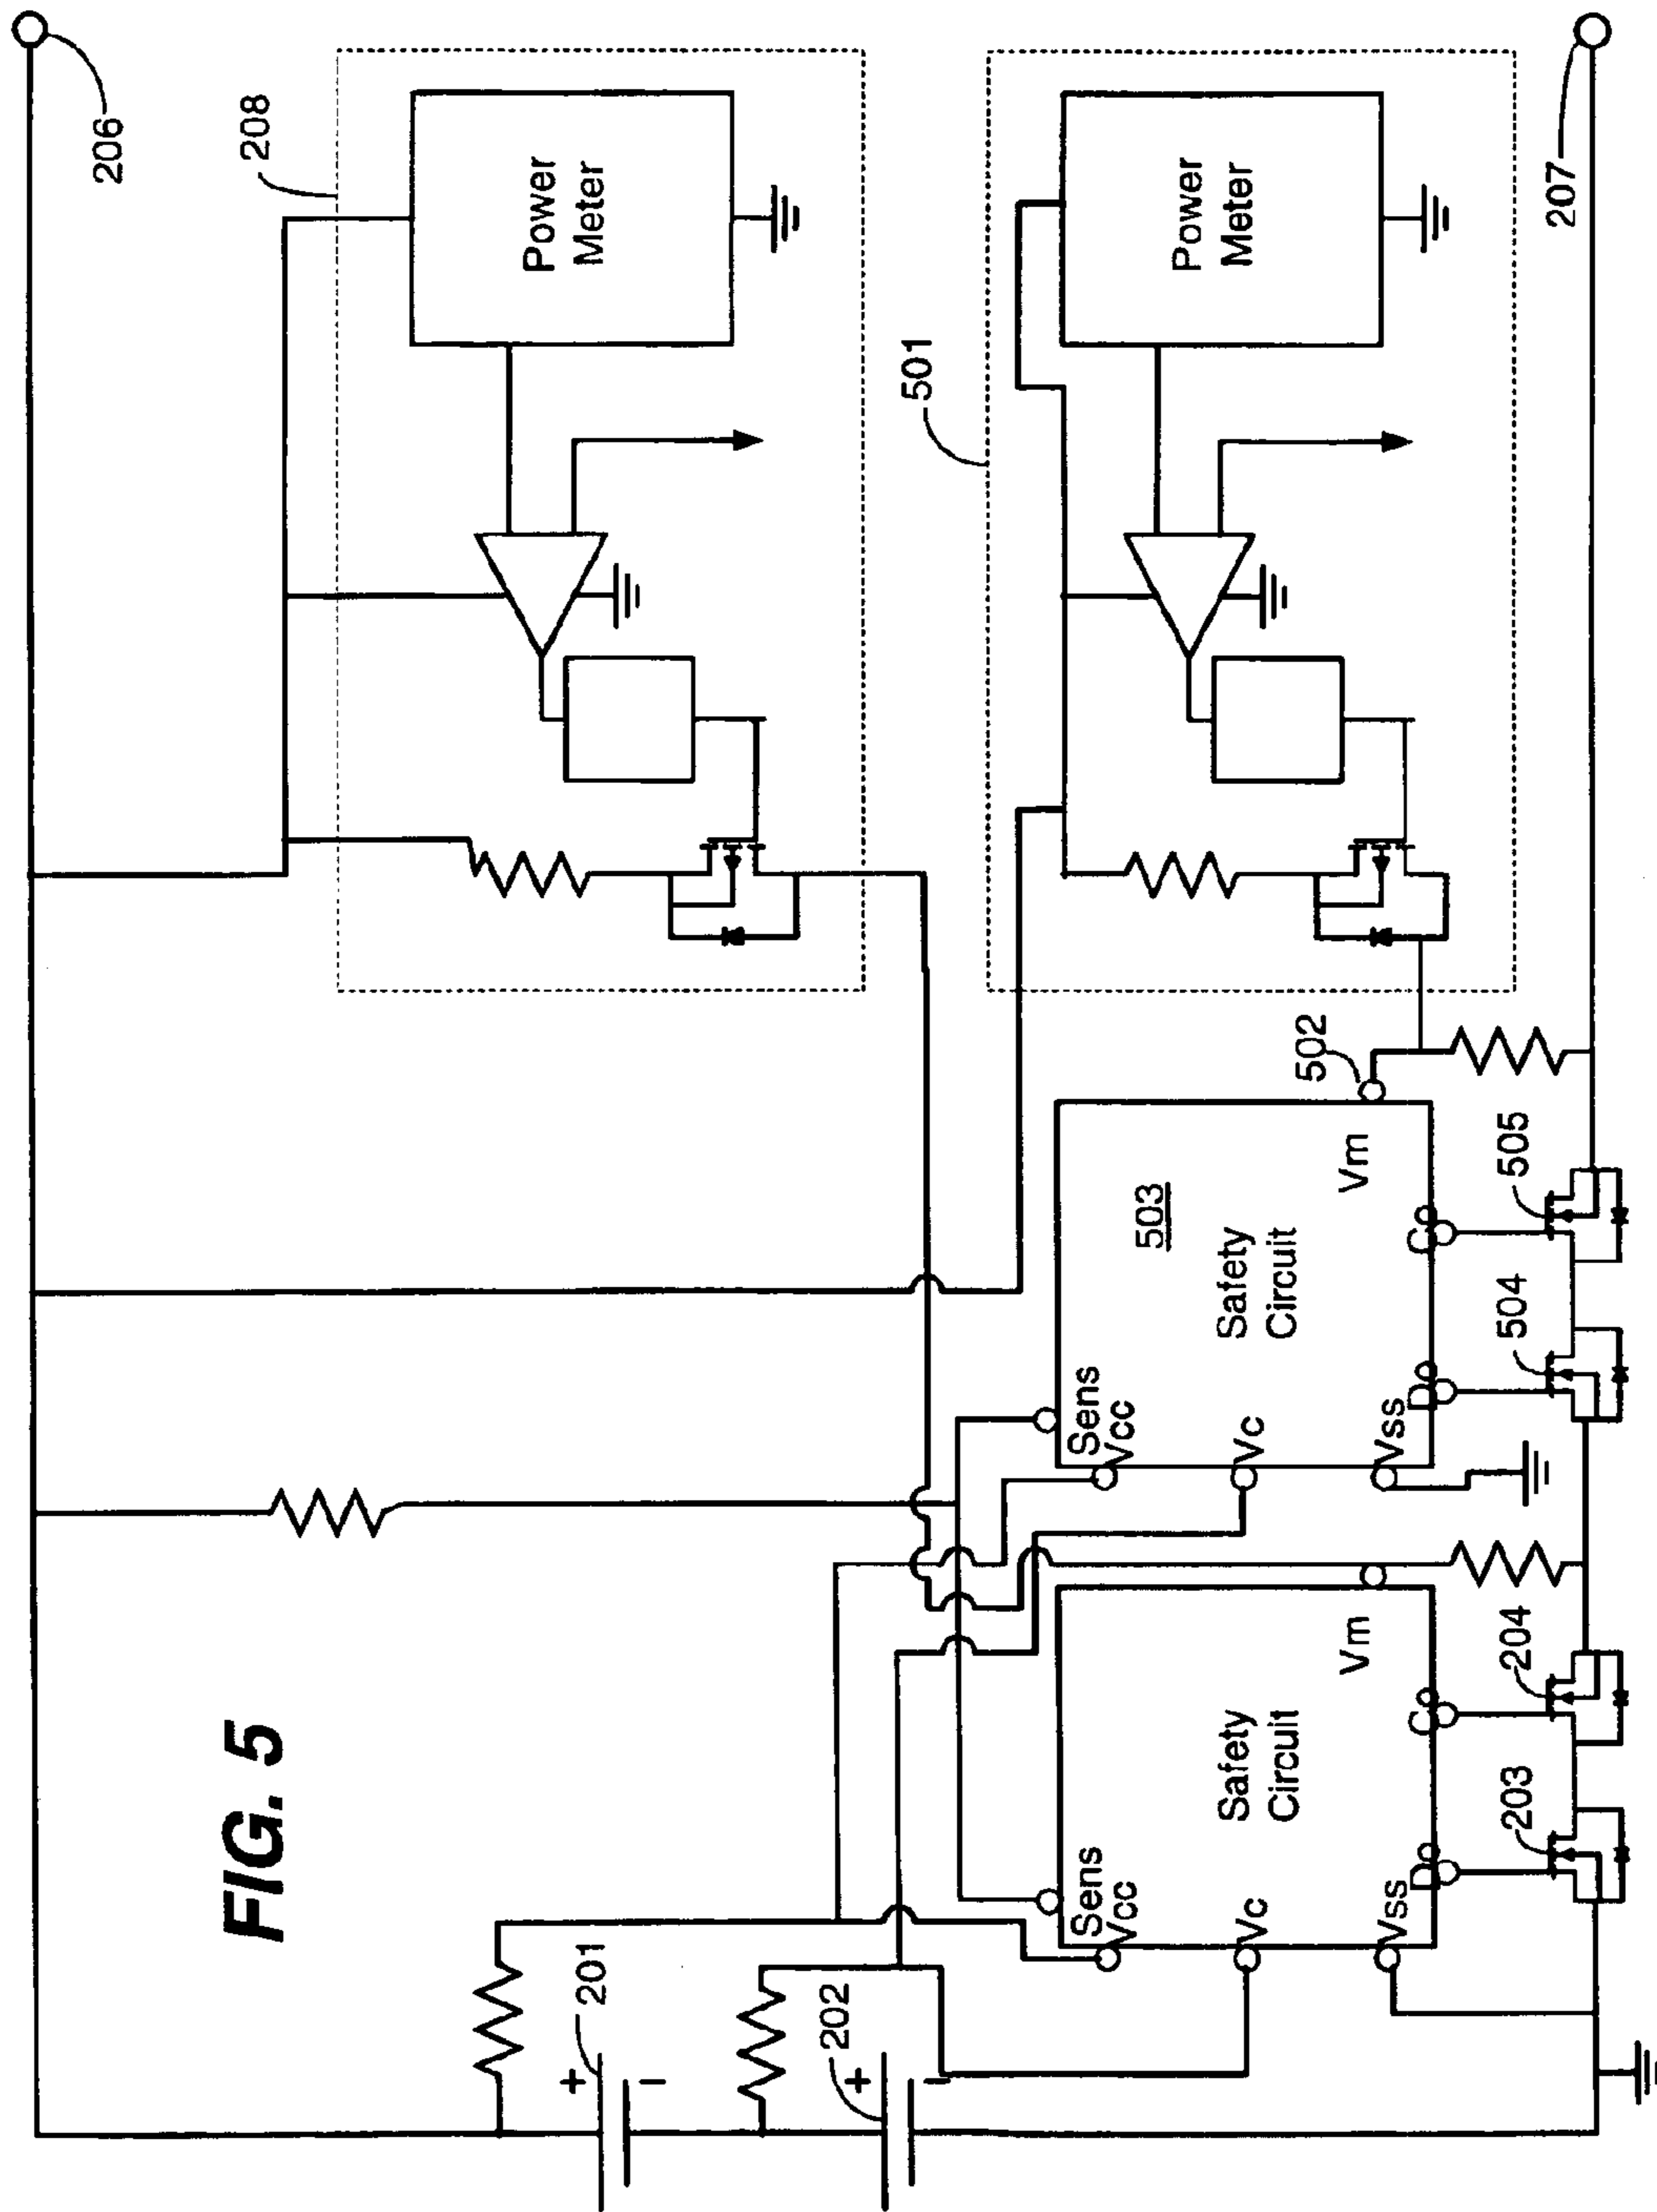 FIG. 5
206
208
Power
Meter
501
Power
Meter
207
201
+
-
202
+
-
Sens
Vcc
Vc
Vss
Safety
Circuit
Vm
D
C
203
204
Sens
Vcc
Vc
Vss
503
Safety
Circuit
Vm
502
D
C
504
505